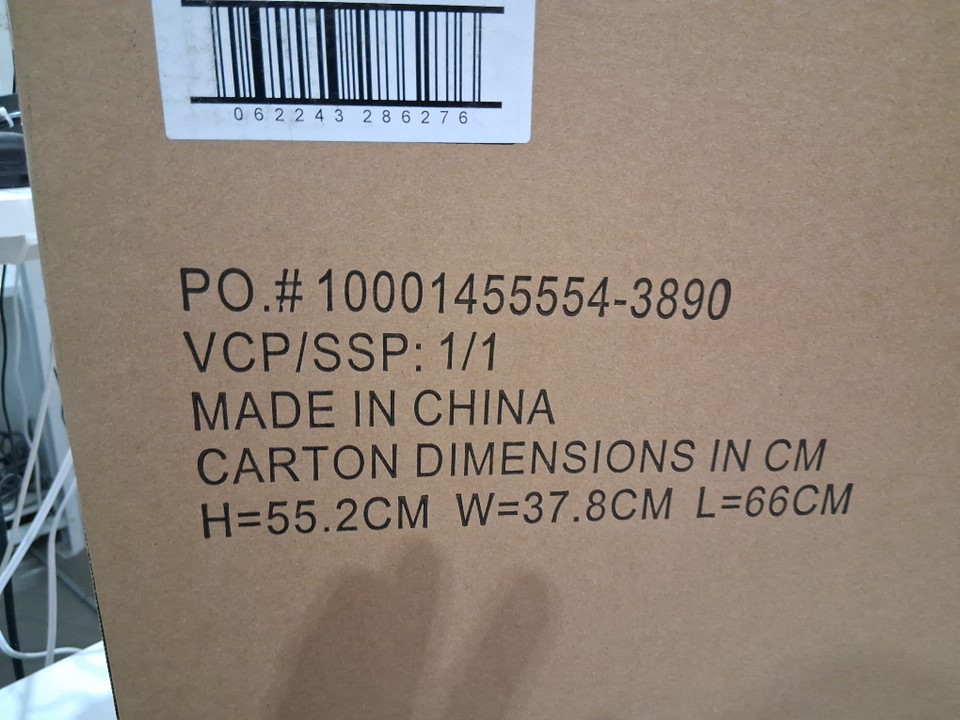 062243 286276
PO.# 10001455554-3890
VCP/SSP: 1/1
MADE IN CHINA
CARTON DIMENSIONS IN CM
H=55.2CM W=37.8CM L=66CM